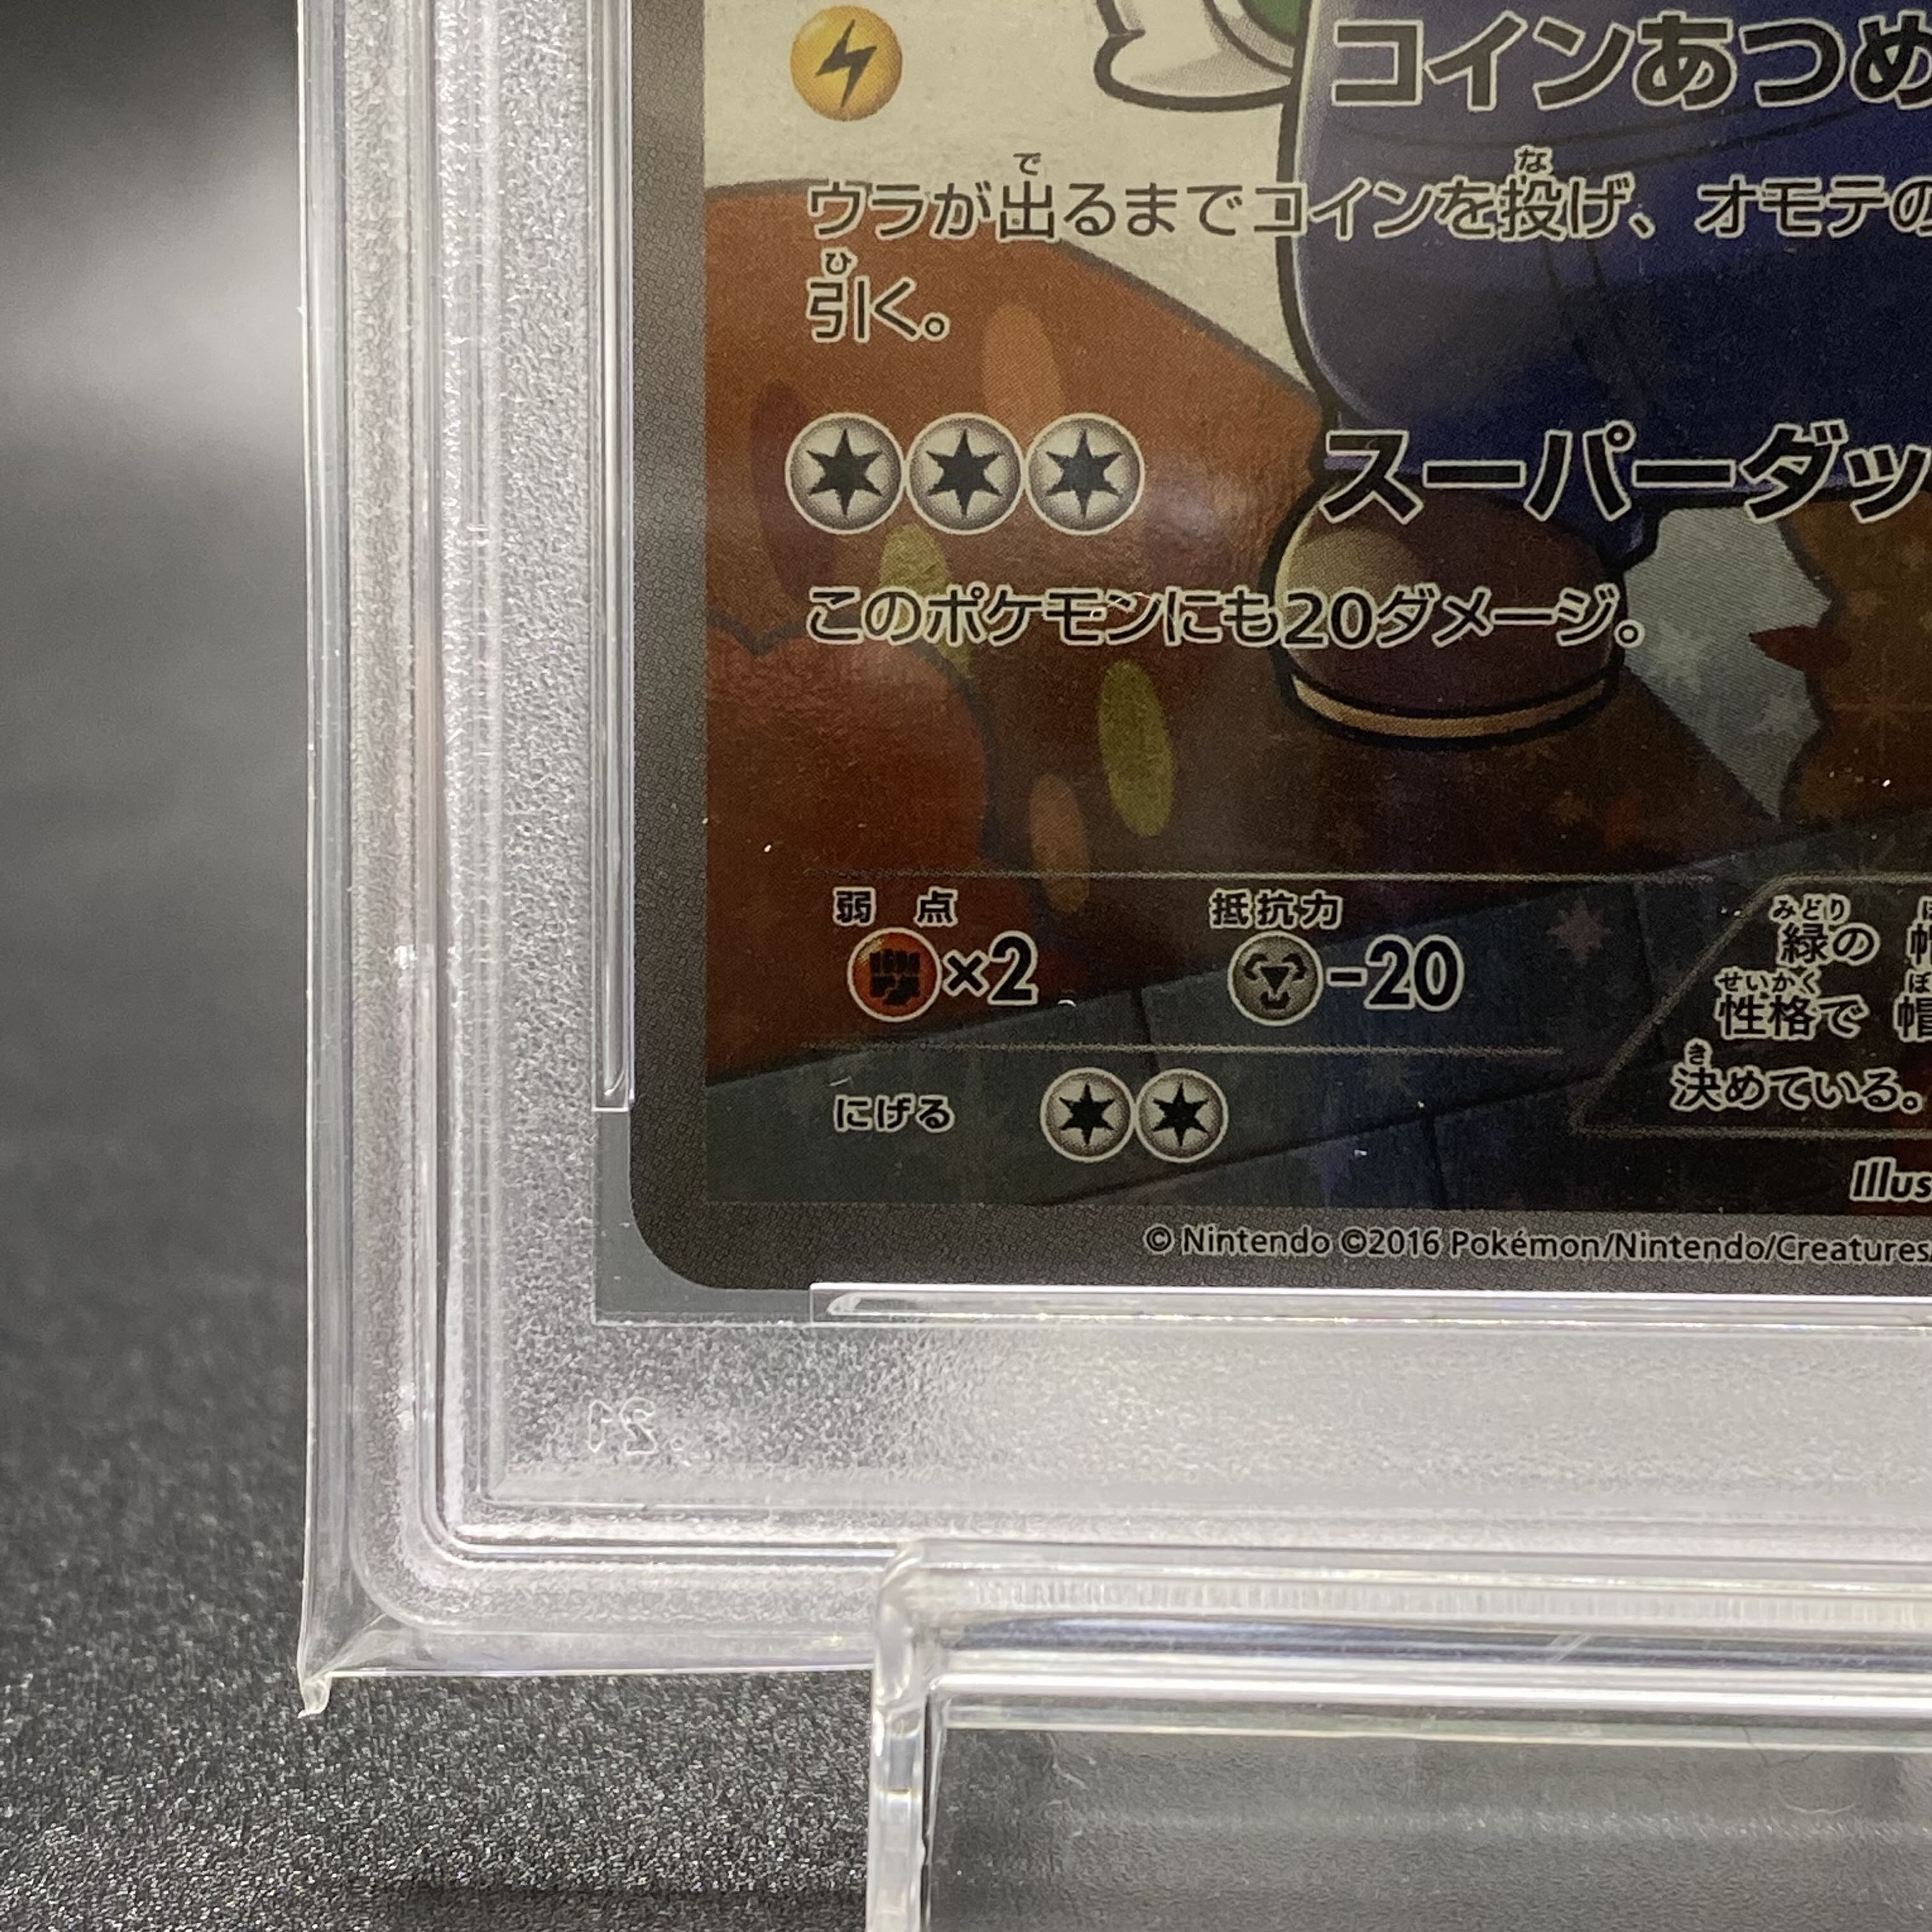 コインあつめ
ウラが出るまでコインを投げ、オモテの
引く。
スーパーダッ
このポケモンにも20ダメージ。
弱点 抵抗力
×2 -20
緑の
性格で
決めている。
にげる
Illus
© Nintendo ©2016 Pokémon/Nintendo/Creatures
21